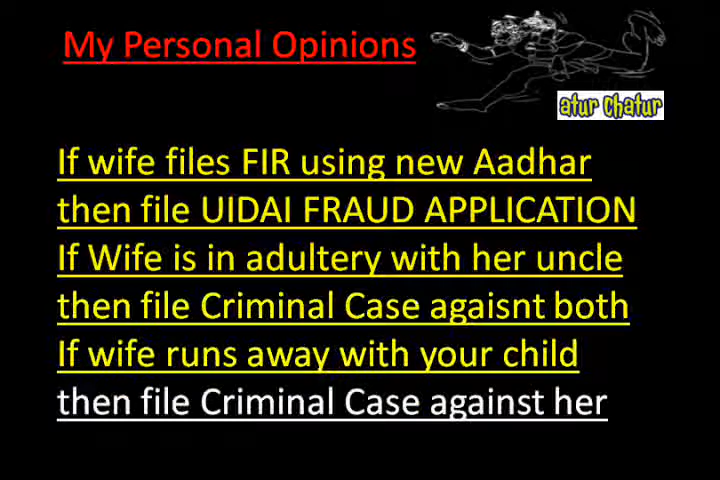 My Personal Opinions
atur chatur
If wife files FIR using new Aadhar
then file UIDAI FRAUD APPLICATION
If Wife is in adultery with her uncle
then file Criminal Case agaisnt both
If wife runs away with your child
then file Criminal Case against her